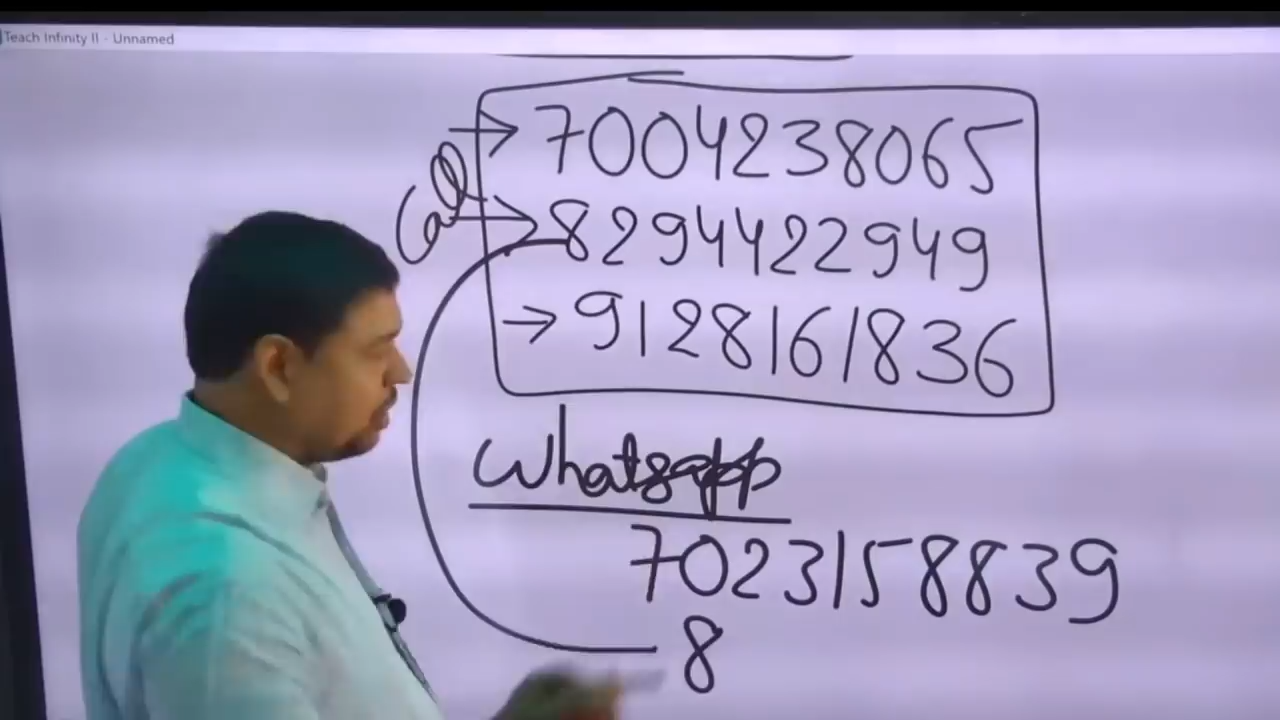 Teach Infinity II - Unnamed
Call
→ 7004238065
→ 8294422949
→ 9128161836
Whatsapp
7023158839
8